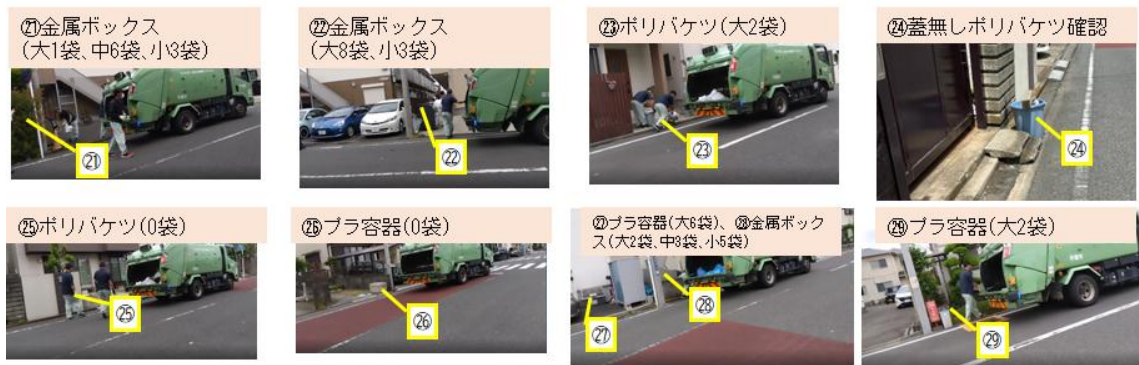 ㉑金属ボックス
(大1袋、中6袋、小3袋)
㉒金属ボックス
(大8袋、小3袋)
㉓ポリバケツ(大2袋)
㉔蓋無しポリバケツ確認
㉑
㉒
㉓
㉔
㉕ポリバケツ(0袋)
㉖プラ容器(0袋)
㉗プラ容器(大6袋)、㉘金属ボック
ス(大2袋、中3袋、小5袋)
㉙プラ容器(大2袋)
㉕
㉖
㉗
㉘
㉙